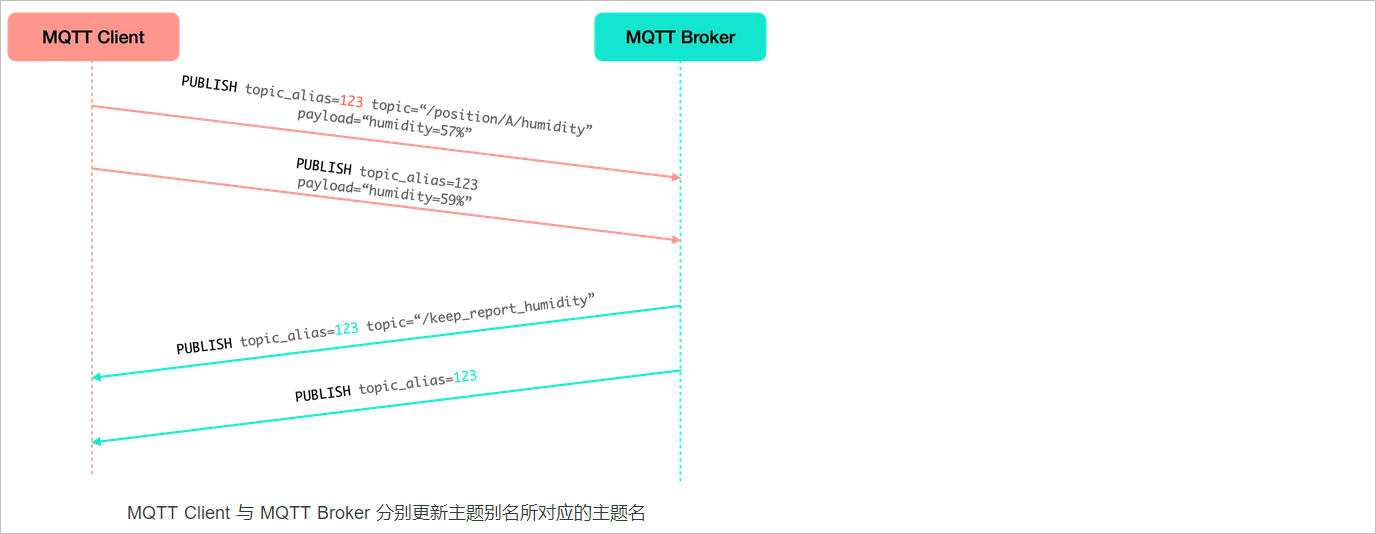 MQTT Client
MQTT Broker
PUBLISH topic_alias=123 topic=“/position/A/humidity”
payload=“humidity=57%”
PUBLISH topic_alias=123
payload=“humidity=59%”
PUBLISH topic_alias=123 topic=“/keep_report_humidity”
PUBLISH topic_alias=123
MQTT Client 与 MQTT Broker 分别更新主题别名所对应的主题名